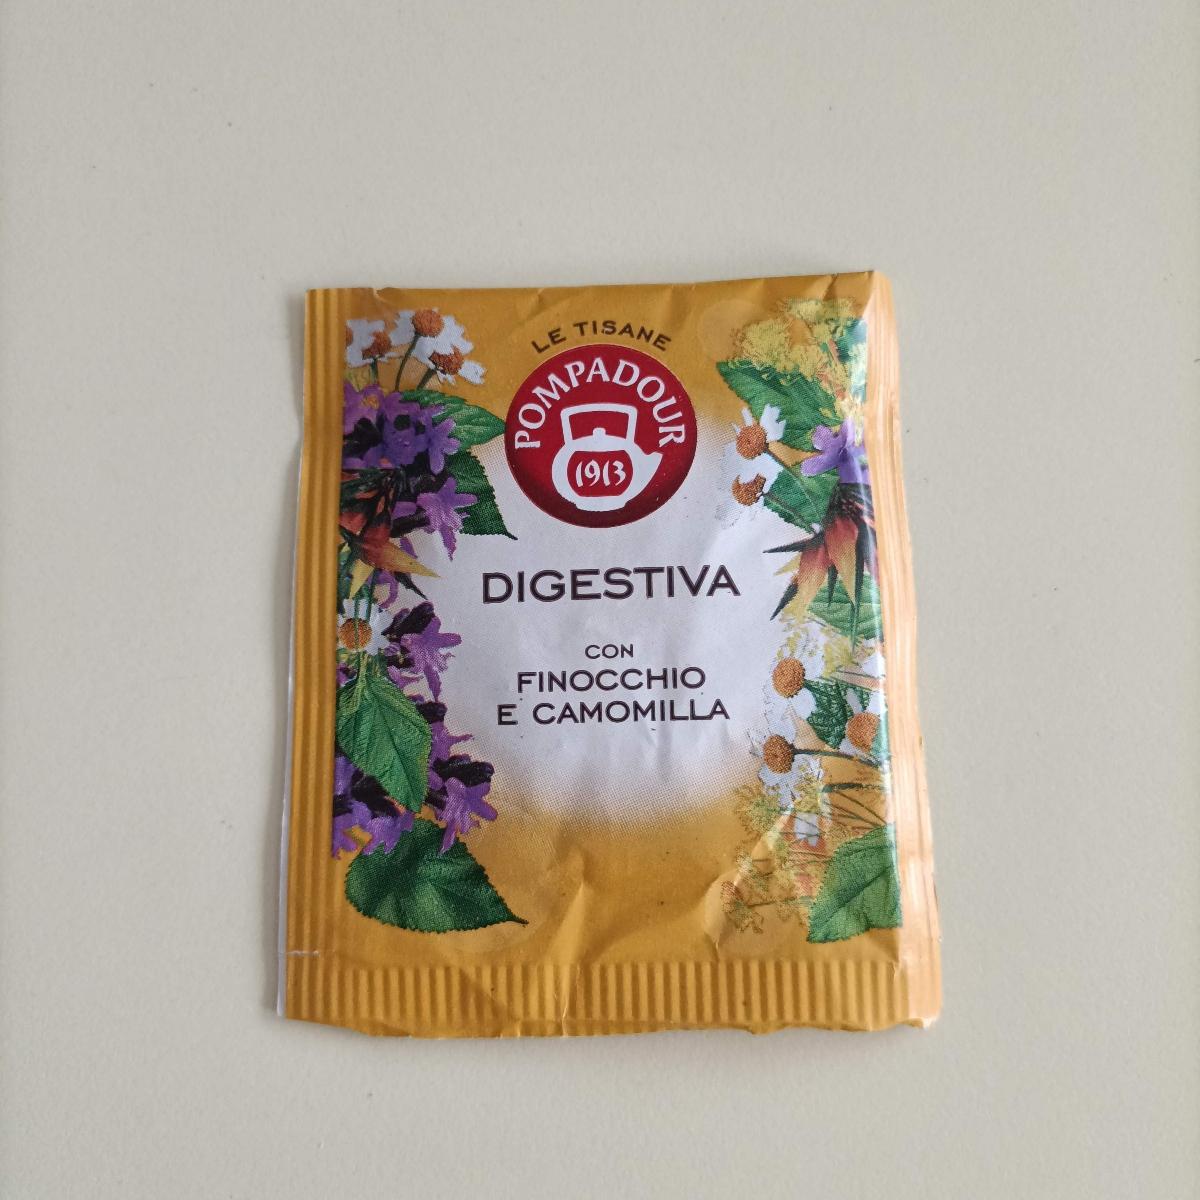 LE TISANE
POMPADOUR
1913
DIGESTIVA
CON
FINOCCHIO
E CAMOMILLA